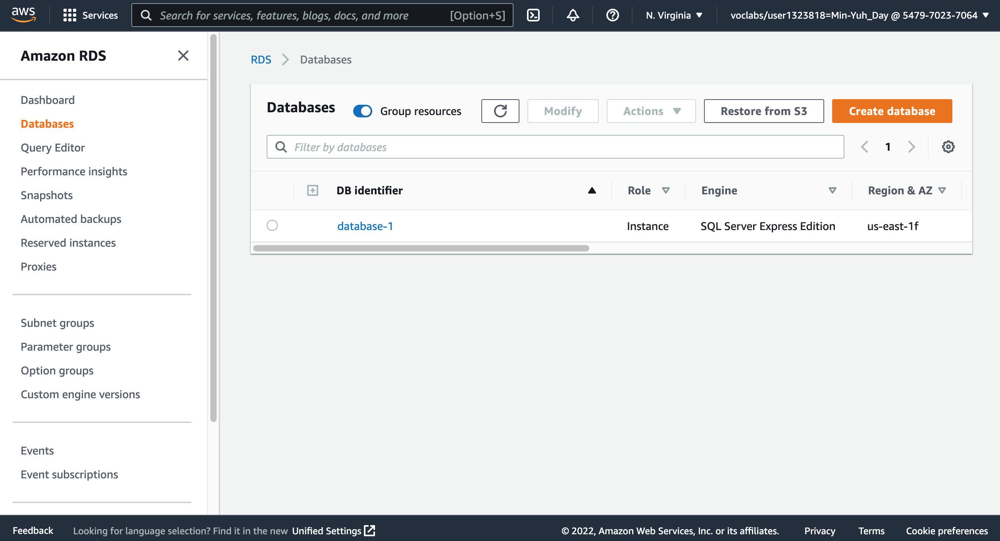 aws Services Search for services, features, blogs, docs, and more [Option+S] N. Virginia voclabs/user1323818=Min-Yuh_Day @ 5479-7023-7064
Amazon RDS
Dashboard
Databases
Query Editor
Performance insights
Snapshots
Automated backups
Reserved instances
Proxies
Subnet groups
Parameter groups
Option groups
Custom engine versions
Events
Event subscriptions
RDS Databases
Databases Group resources Modify Actions Restore from S3 Create database
Filter by databases 1
DB identifier Role Engine Region & AZ
database-1 Instance SQL Server Express Edition us-east-1f
Feedback Looking for language selection? Find it in the new Unified Settings © 2022, Amazon Web Services, Inc. or its affiliates. Privacy Terms Cookie preferences